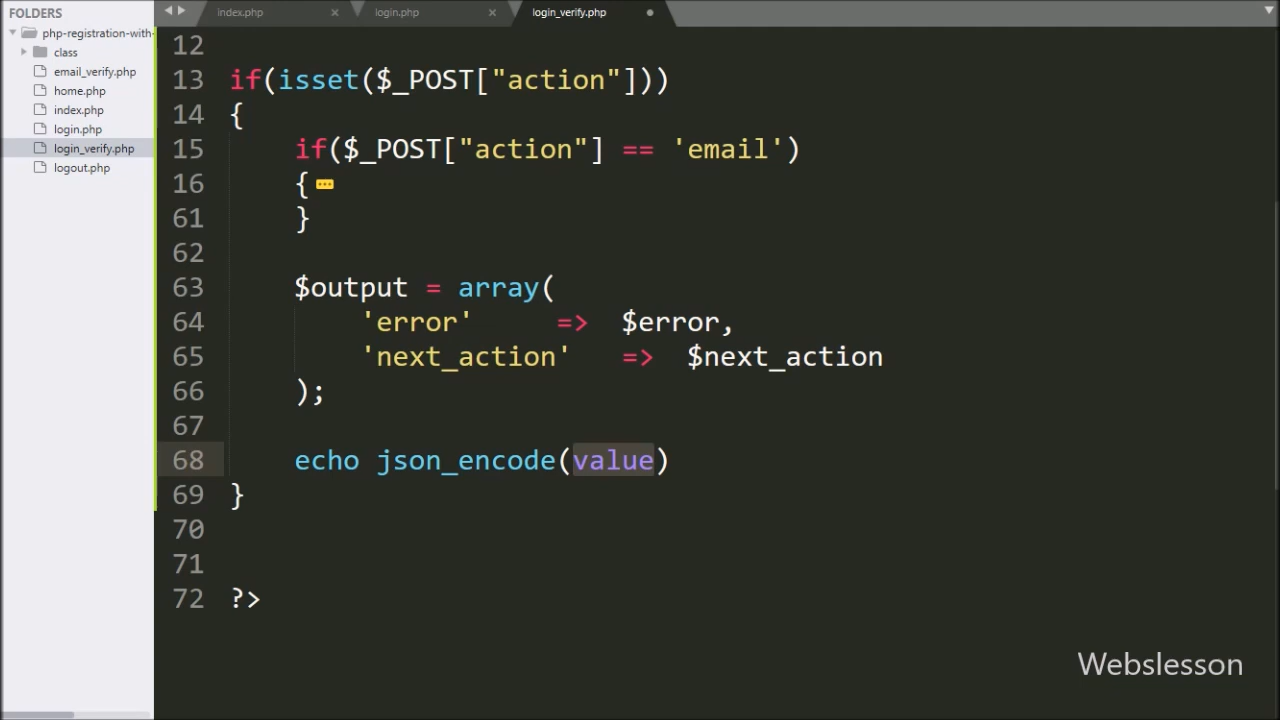 FOLDERS
php-registration-with-
class
email_verify.php
home.php
index.php
login.php
login_verify.php
logout.php
index.php
login.php
login_verify.php
12
13 if(isset($_POST["action"]))
14 {
15 if($_POST["action"] == 'email')
16 {
61 }
62
63 $output = array(
64 'error' => $error,
65 'next_action' => $next_action
66 );
67
68 echo json_encode(value)
69 }
70
71
72 ?>
Webslesson